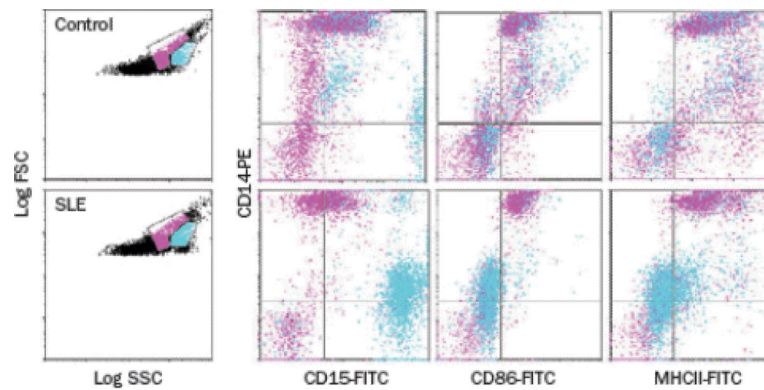 Control
SLE
Log FSC
Log SSC
CD14-PE
CD15-FITC
CD86-FITC
MHCII-FITC